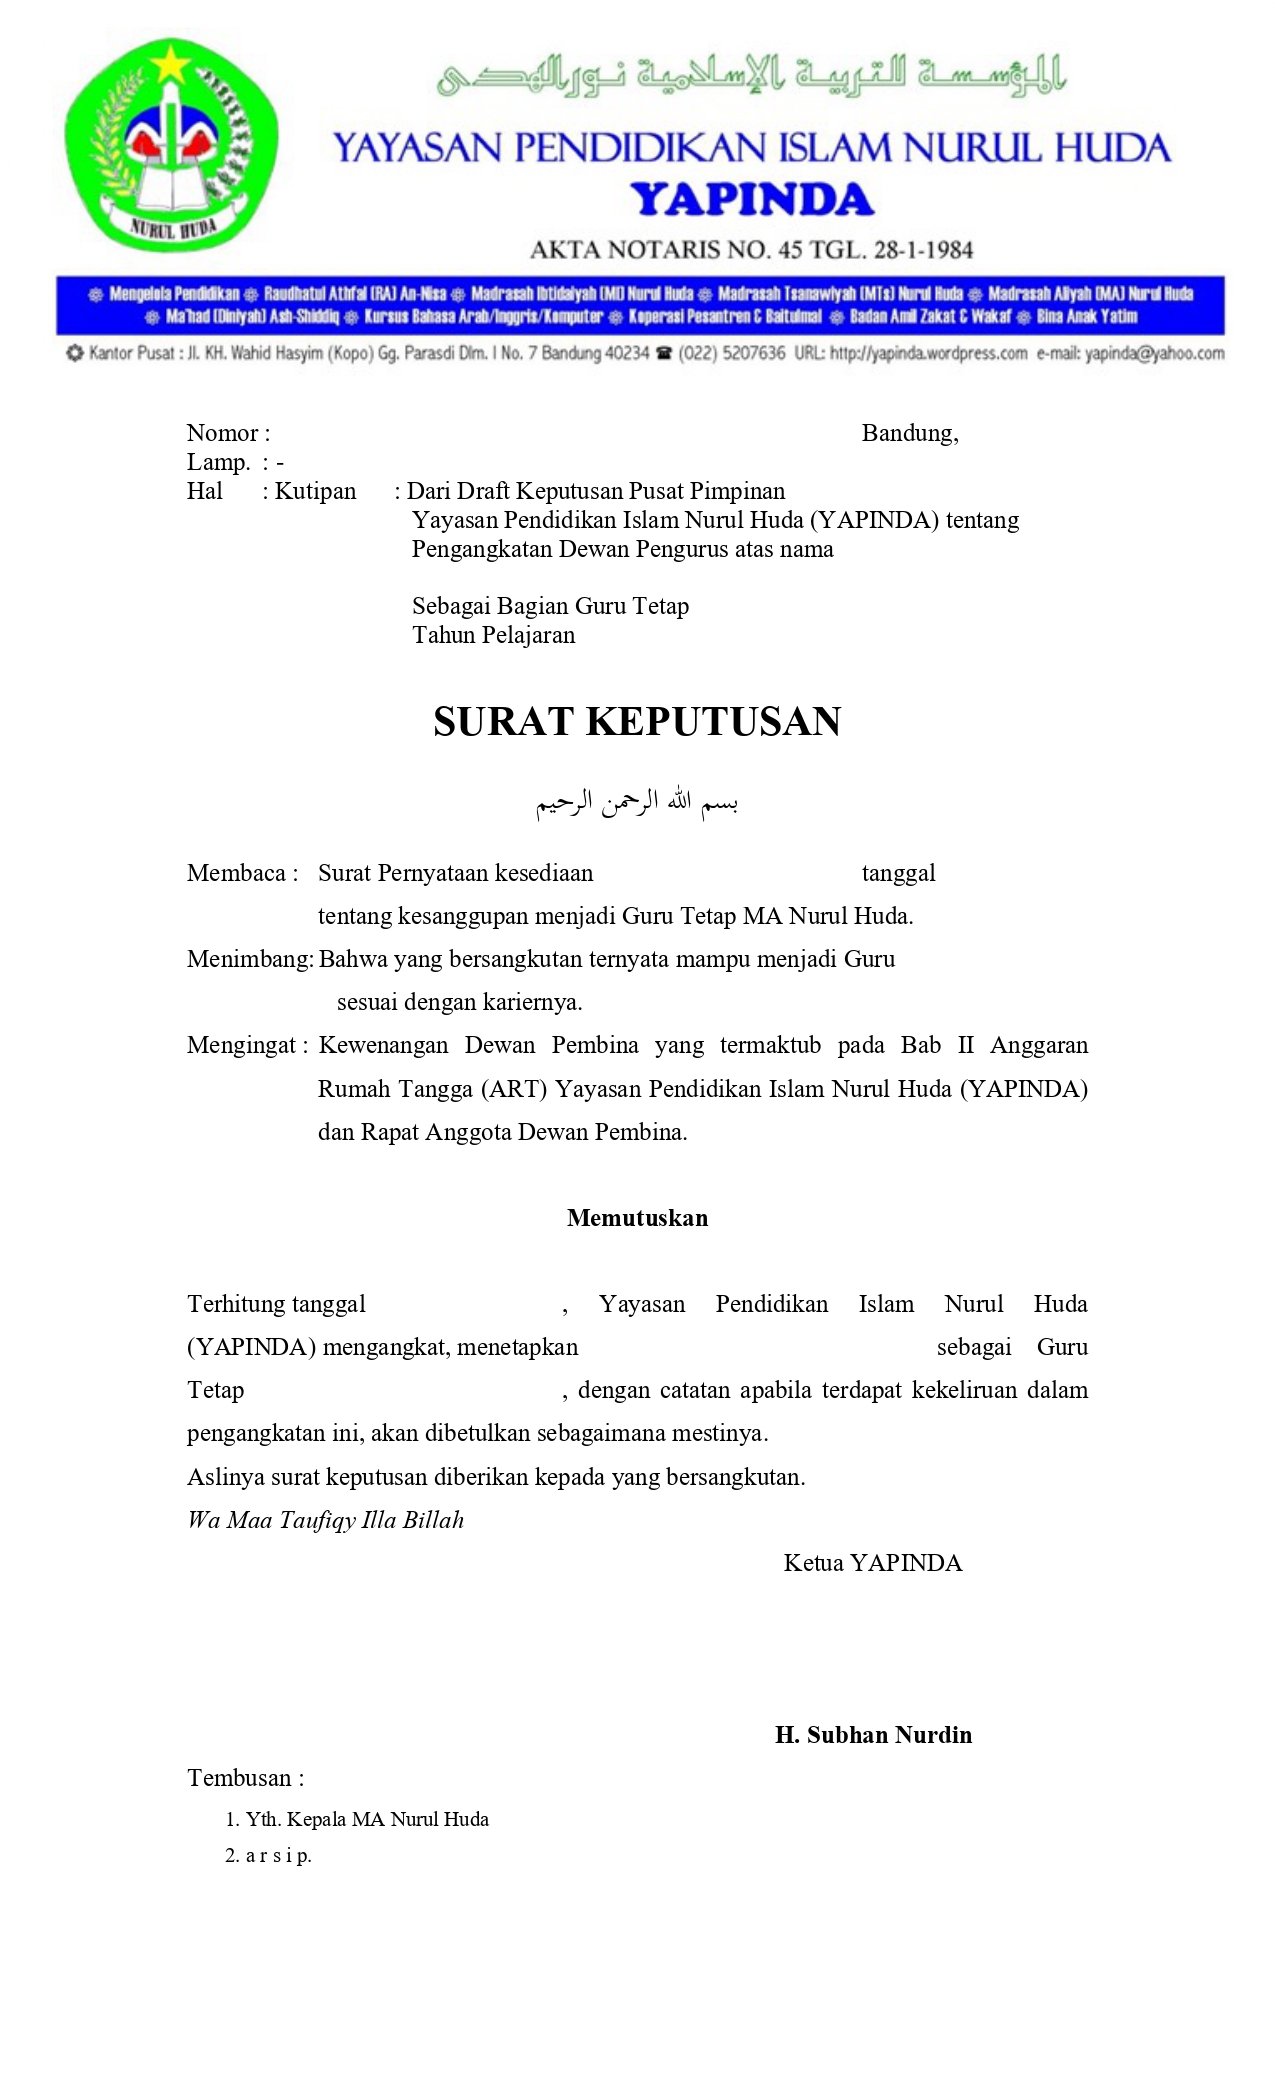 المؤسسة التربية الإسلامية نورالهدى
YAYASAN PENDIDIKAN ISLAM NURUL HUDA
YAPINDA
AKTA NOTARIS NO. 45 TGL. 28-1-1984
NURUL HUDA
Mengelola Pendidikan Raudhatul Athfal (RA) An-Nisa Madrasah Ibtidaiyah (MI) Nurul Huda Madrasah Tsanawiyah (MTs) Nurul Huda Madrasah Aliyah (MA) Nurul Huda
Ma'had (Diniyah) Ash-Shiddiq Kursus Bahasa Arab/Inggris/Komputer Koperasi Pesantren & Baitulmal Badan Amil Zakat & Wakaf Bina Anak Yatim
Kantor Pusat : Jl. KH. Wahid Hasyim (Kopo) Gg. Parasdi Dlm. I No. 7 Bandung 40234 ☎ (022) 5207636 URL: http://yapinda.wordpress.com e-mail: yapinda@yahoo.com
Nomor : Bandung,
Lamp. : -
Hal : Kutipan : Dari Draft Keputusan Pusat Pimpinan
Yayasan Pendidikan Islam Nurul Huda (YAPINDA) tentang
Pengangkatan Dewan Pengurus atas nama
Sebagai Bagian Guru Tetap
Tahun Pelajaran
SURAT KEPUTUSAN
بسم الله الرحمن الرحيم
Membaca : Surat Pernyataan kesediaan tanggal
tentang kesanggupan menjadi Guru Tetap MA Nurul Huda.
Menimbang: Bahwa yang bersangkutan ternyata mampu menjadi Guru
sesuai dengan kariernya.
Mengingat : Kewenangan Dewan Pembina yang termaktub pada Bab II Anggaran
Rumah Tangga (ART) Yayasan Pendidikan Islam Nurul Huda (YAPINDA)
dan Rapat Anggota Dewan Pembina.
Memutuskan
Terhitung tanggal , Yayasan Pendidikan Islam Nurul Huda
(YAPINDA) mengangkat, menetapkan sebagai Guru
Tetap , dengan catatan apabila terdapat kekeliruan dalam
pengangkatan ini, akan dibetulkan sebagaimana mestinya.
Aslinya surat keputusan diberikan kepada yang bersangkutan.
Wa Maa Taufiqy Illa Billah
Ketua YAPINDA
H. Subhan Nurdin
Tembusan :
1. Yth. Kepala MA Nurul Huda
2. a r s i p.